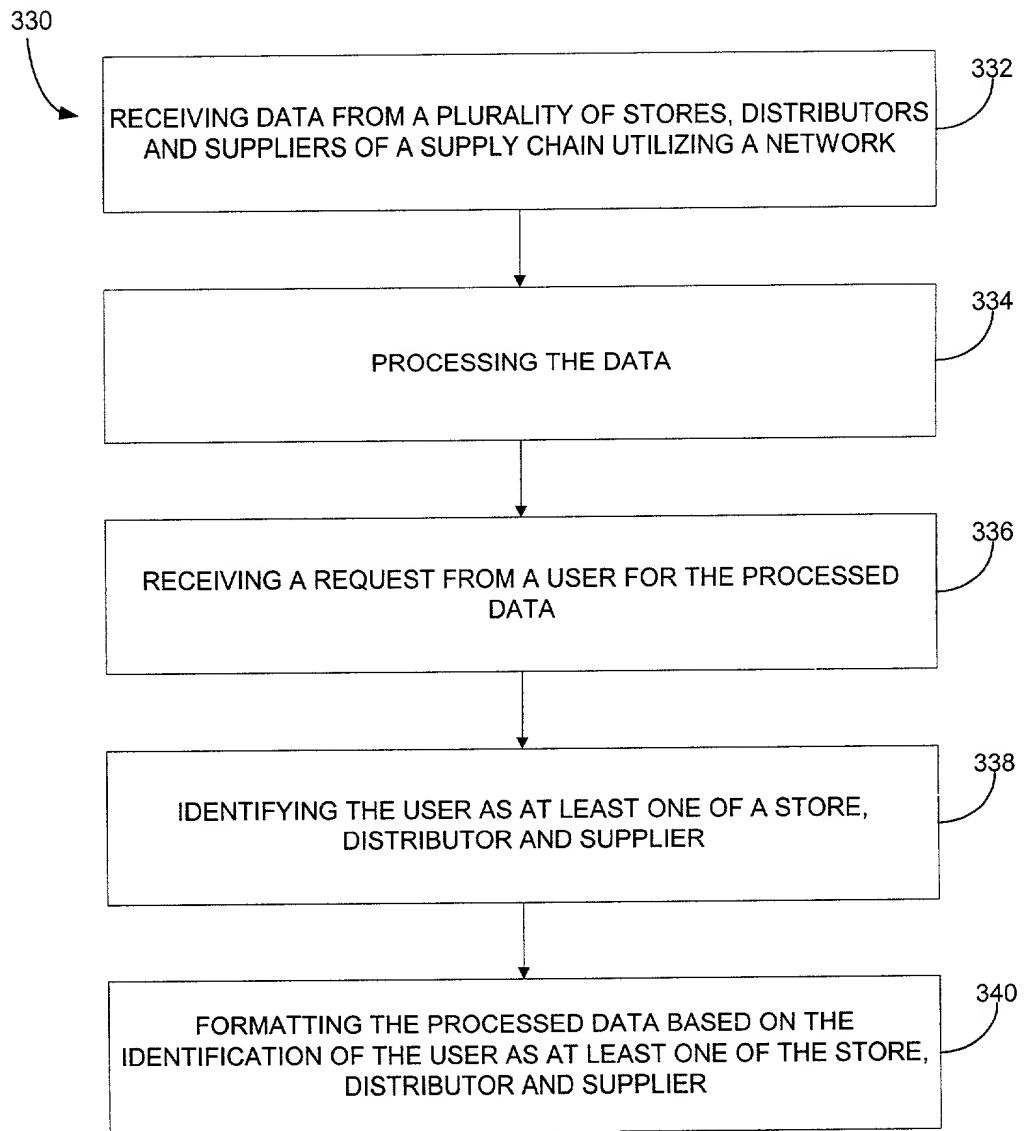 330
332
RECEIVING DATA FROM A PLURALITY OF STORES, DISTRIBUTORS
AND SUPPLIERS OF A SUPPLY CHAIN UTILIZING A NETWORK
334
PROCESSING THE DATA
336
RECEIVING A REQUEST FROM A USER FOR THE PROCESSED
DATA
338
IDENTIFYING THE USER AS AT LEAST ONE OF A STORE,
DISTRIBUTOR AND SUPPLIER
340
FORMATTING THE PROCESSED DATA BASED ON THE
IDENTIFICATION OF THE USER AS AT LEAST ONE OF THE STORE,
DISTRIBUTOR AND SUPPLIER